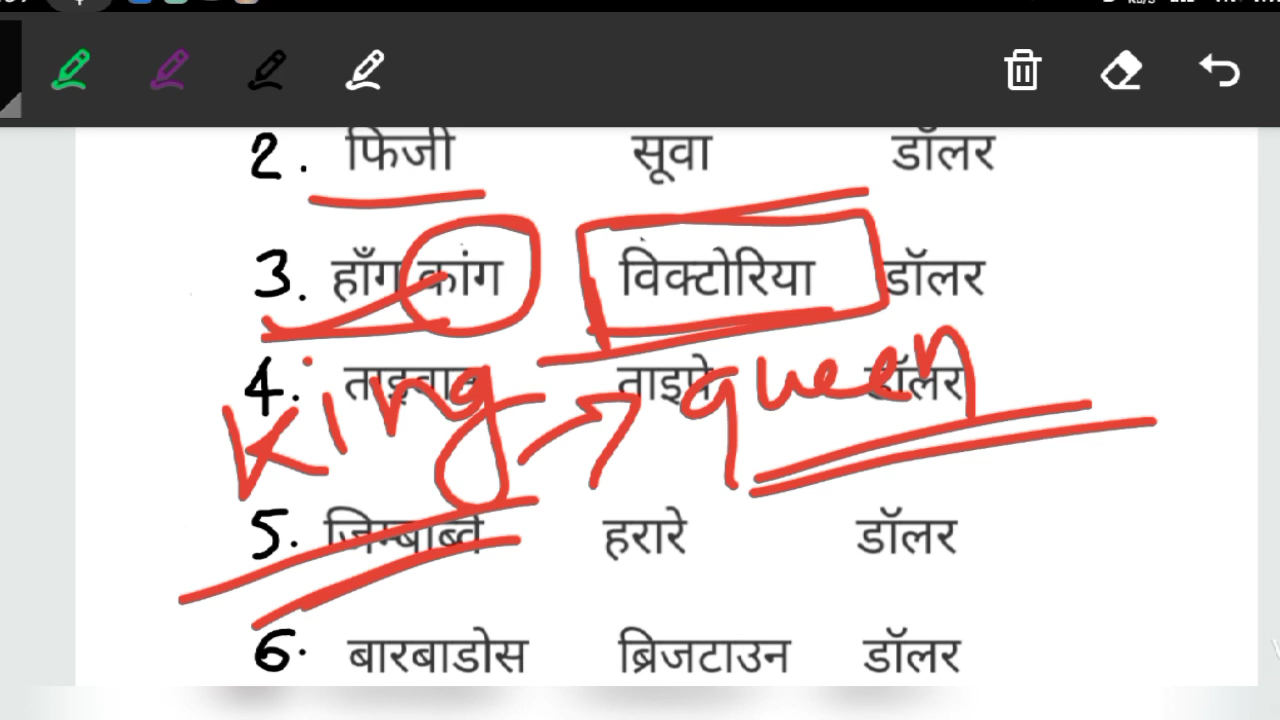 2. फिजी सूवा डॉलर
3. हाँग कांग विक्टोरिया डॉलर
4. ताइवान ताइपे डॉलर
king → queen
5. जिम्बाब्वे हरारे डॉलर
6. बारबाडोस ब्रिजटाउन डॉलर